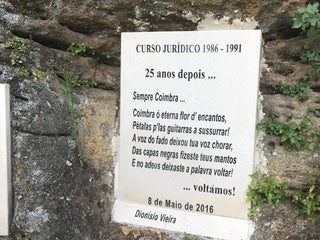 CURSO JURÍDICO 1986 - 1991
25 anos depois ...
Sempre Coimbra ...
Coimbra ó eterna flor d' encantos,
Pétalas p'las guitarras a sussurrar!
A voz do fado deixou tua voz chorar,
Das capas negras fizeste teus mantos
E no adeus deixaste a palavra voltar!
... voltámos!
8 de Maio de 2016
Dionísio Vieira